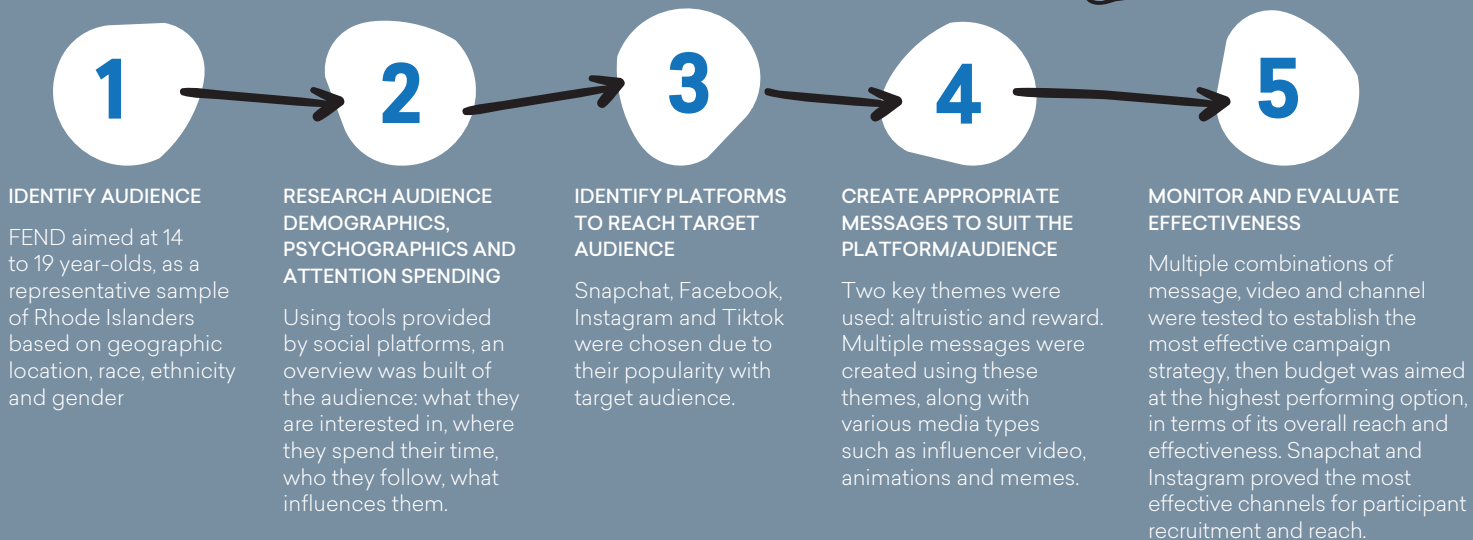 1
2
3
4
5
IDENTIFY AUDIENCE
FEND aimed at 14
to 19 year-olds, as a
representative sample
of Rhode Islanders
based on geographic
location, race, ethnicity
and gender
RESEARCH AUDIENCE
DEMOGRAPHICS,
PSYCHOGRAPHICS AND
ATTENTION SPENDING
Using tools provided
by social platforms, an
overview was built of
the audience: what they
are interested in, where
they spend their time,
who they follow, what
influences them.
IDENTIFY PLATFORMS
TO REACH TARGET
AUDIENCE
Snapchat, Facebook,
Instagram and Tiktok
were chosen due to
their popularity with
target audience.
CREATE APPROPRIATE
MESSAGES TO SUIT THE
PLATFORM/AUDIENCE
Two key themes were
used: altruistic and reward.
Multiple messages were
created using these
themes, along with
various media types
such as influencer video,
animations and memes.
MONITOR AND EVALUATE
EFFECTIVENESS
Multiple combinations of
message, video and channel
were tested to establish the
most effective campaign
strategy, then budget was aimed
at the highest performing option,
in terms of its overall reach and
effectiveness. Snapchat and
Instagram proved the most
effective channels for participant
recruitment and reach.